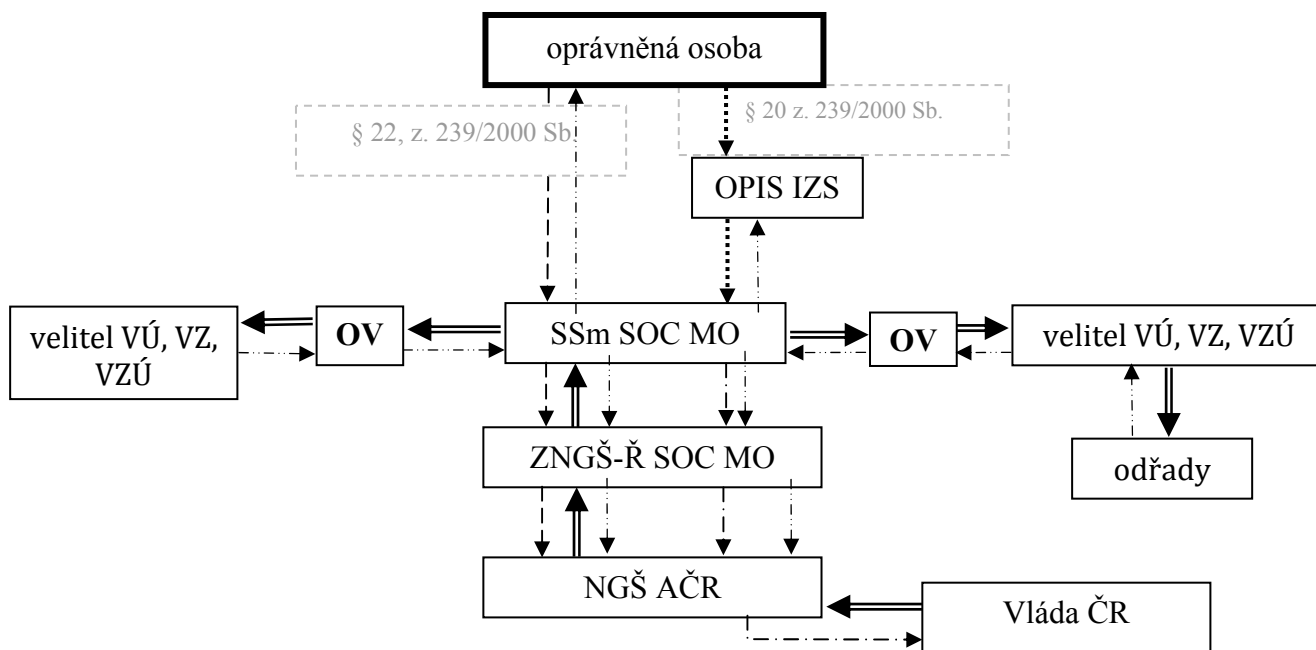 oprávněná osoba
§ 22, z. 239/2000 Sb.
§ 20 z. 239/2000 Sb.
OPIS IZS
velitel VÚ, VZ,
VZÚ
OV
SSm SOC MO
OV
velitel VÚ, VZ, VZÚ
ZNGŠ-Ř SOC MO
odřady
NGŠ AČR
Vláda ČR